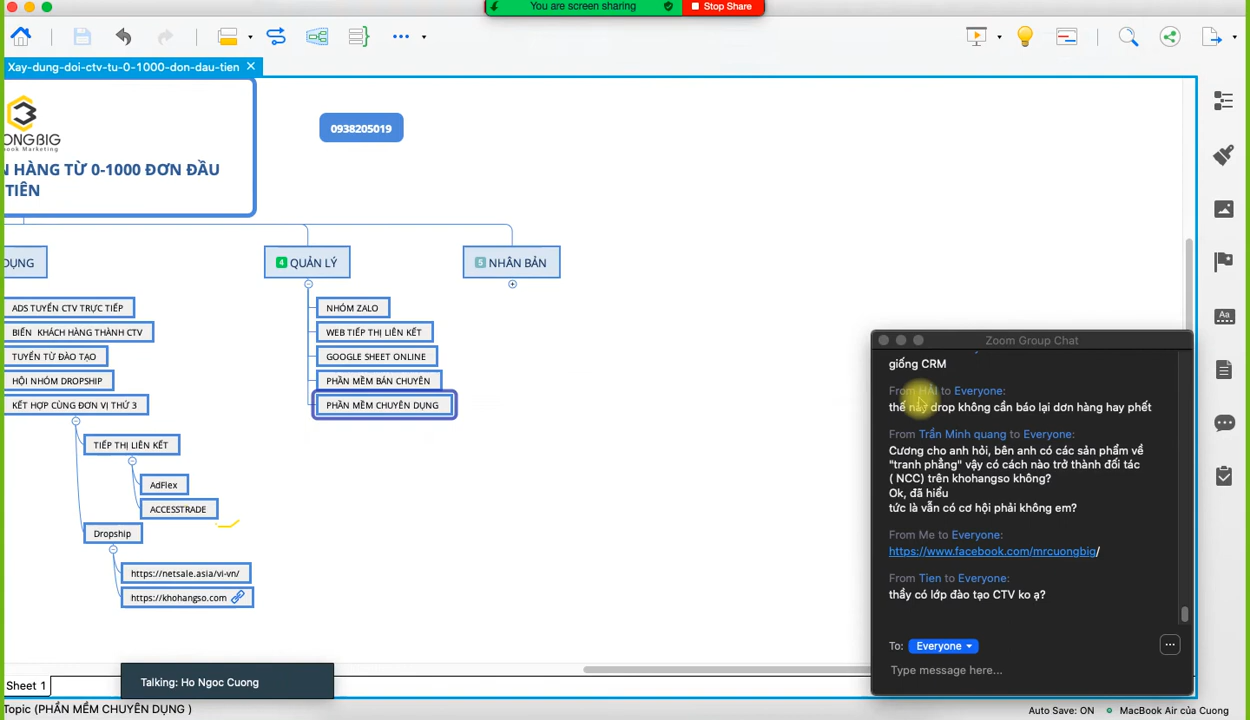 You are screen sharing
Stop Share
Xay-dung-doi-ctv-tu-0-1000-don-dau-tien
ONGBIG
book Marketing
N HÀNG TỪ 0-1000 ĐƠN ĐẦU
TIÊN
0938205019
DỤNG
4 QUẢN LÝ
5 NHÂN BẢN
ADS TUYỂN CTV TRỰC TIẾP
BIẾN KHÁCH HÀNG THÀNH CTV
TUYỂN TỪ ĐÀO TẠO
HỘI NHÓM DROPSHIP
KẾT HỢP CÙNG ĐƠN VỊ THỨ 3
TIẾP THỊ LIÊN KẾT
AdFlex
ACCESSTRADE
Dropship
https://netsale.asia/vi-vn/
https://khohangso.com
NHÓM ZALO
WEB TIẾP THỊ LIÊN KẾT
GOOGLE SHEET ONLINE
PHẦN MỀM BÁN CHUYÊN
PHẦN MỀM CHUYÊN DỤNG
Zoom Group Chat
giống CRM
From HẢI to Everyone:
thế này drop không cần báo lại dơn hàng hay phết
From Trần Minh quang to Everyone:
Cương cho anh hỏi, bên anh có các sản phẩm về
"tranh phẳng" vậy có cách nào trở thành đối tác
( NCC) trên khohangso không?
Ok, đã hiểu
tức là vẫn có cơ hội phải không em?
From Me to Everyone:
https://www.facebook.com/mrcuongbig/
From Tien to Everyone:
thầy có lớp đào tạo CTV ko ạ?
To: Everyone
Type message here...
Aa
Talking: Ho Ngoc Cuong
Sheet 1
Topic (PHẦN MỀM CHUYÊN DỤNG )
Auto Save: ON
MacBook Air của Cuong